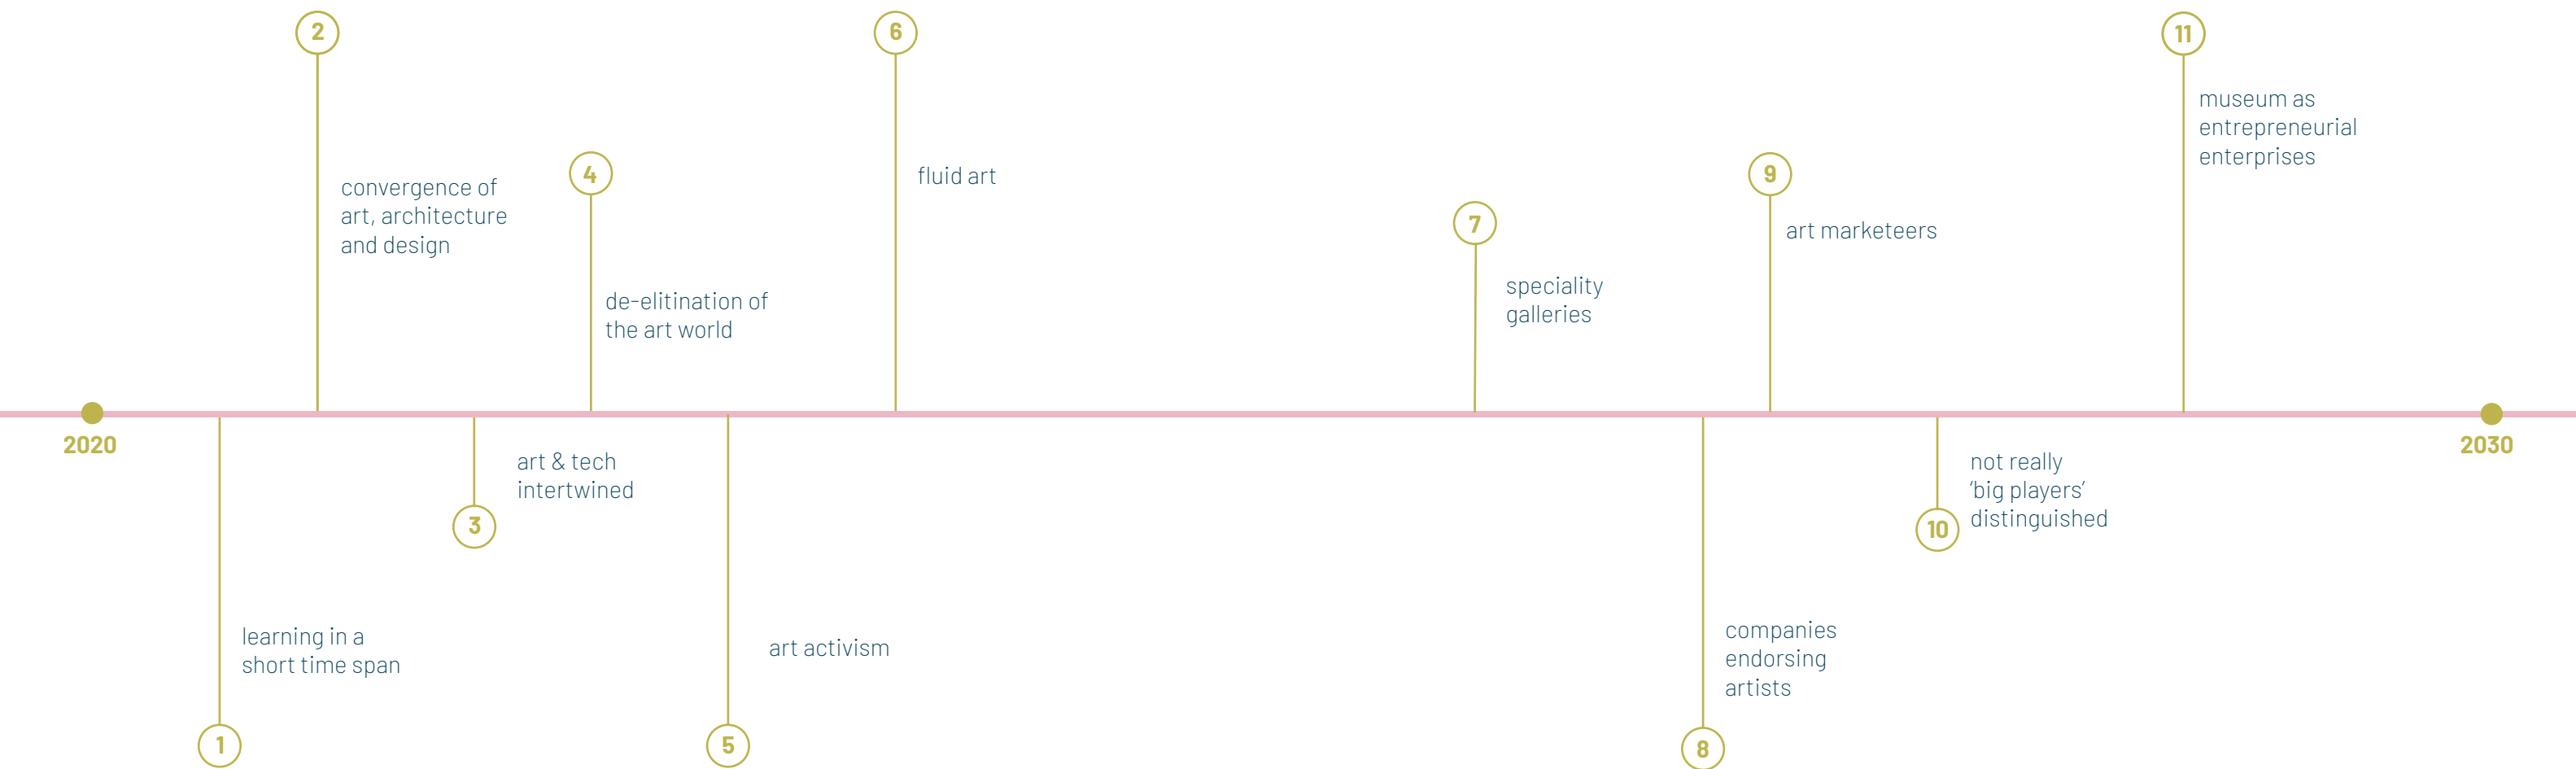 2020
1
learning in a
short time span
2
convergence of
art, architecture
and design
3
art & tech
intertwined
4
de-elitination of
the art world
5
art activism
6
fluid art
7
speciality
galleries
8
companies
endorsing
artists
9
art marketeers
10
not really
‘big players’
distinguished
11
museum as
entrepreneurial
enterprises
2030